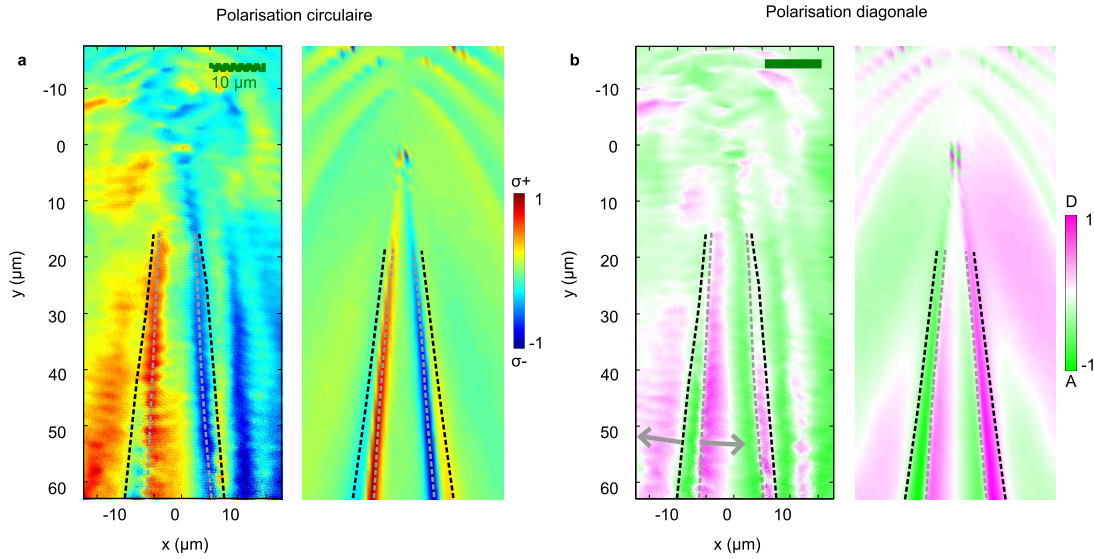 Polarisation circulaire
Polarisation diagonale
a
b
10 μm
-10
0
10
20
30
40
50
60
y (μm)
-10
0
10
x (μm)
σ+
1
-1
σ-
-10
0
10
20
30
40
50
60
y (μm)
-10
0
10
x (μm)
D
1
-1
A